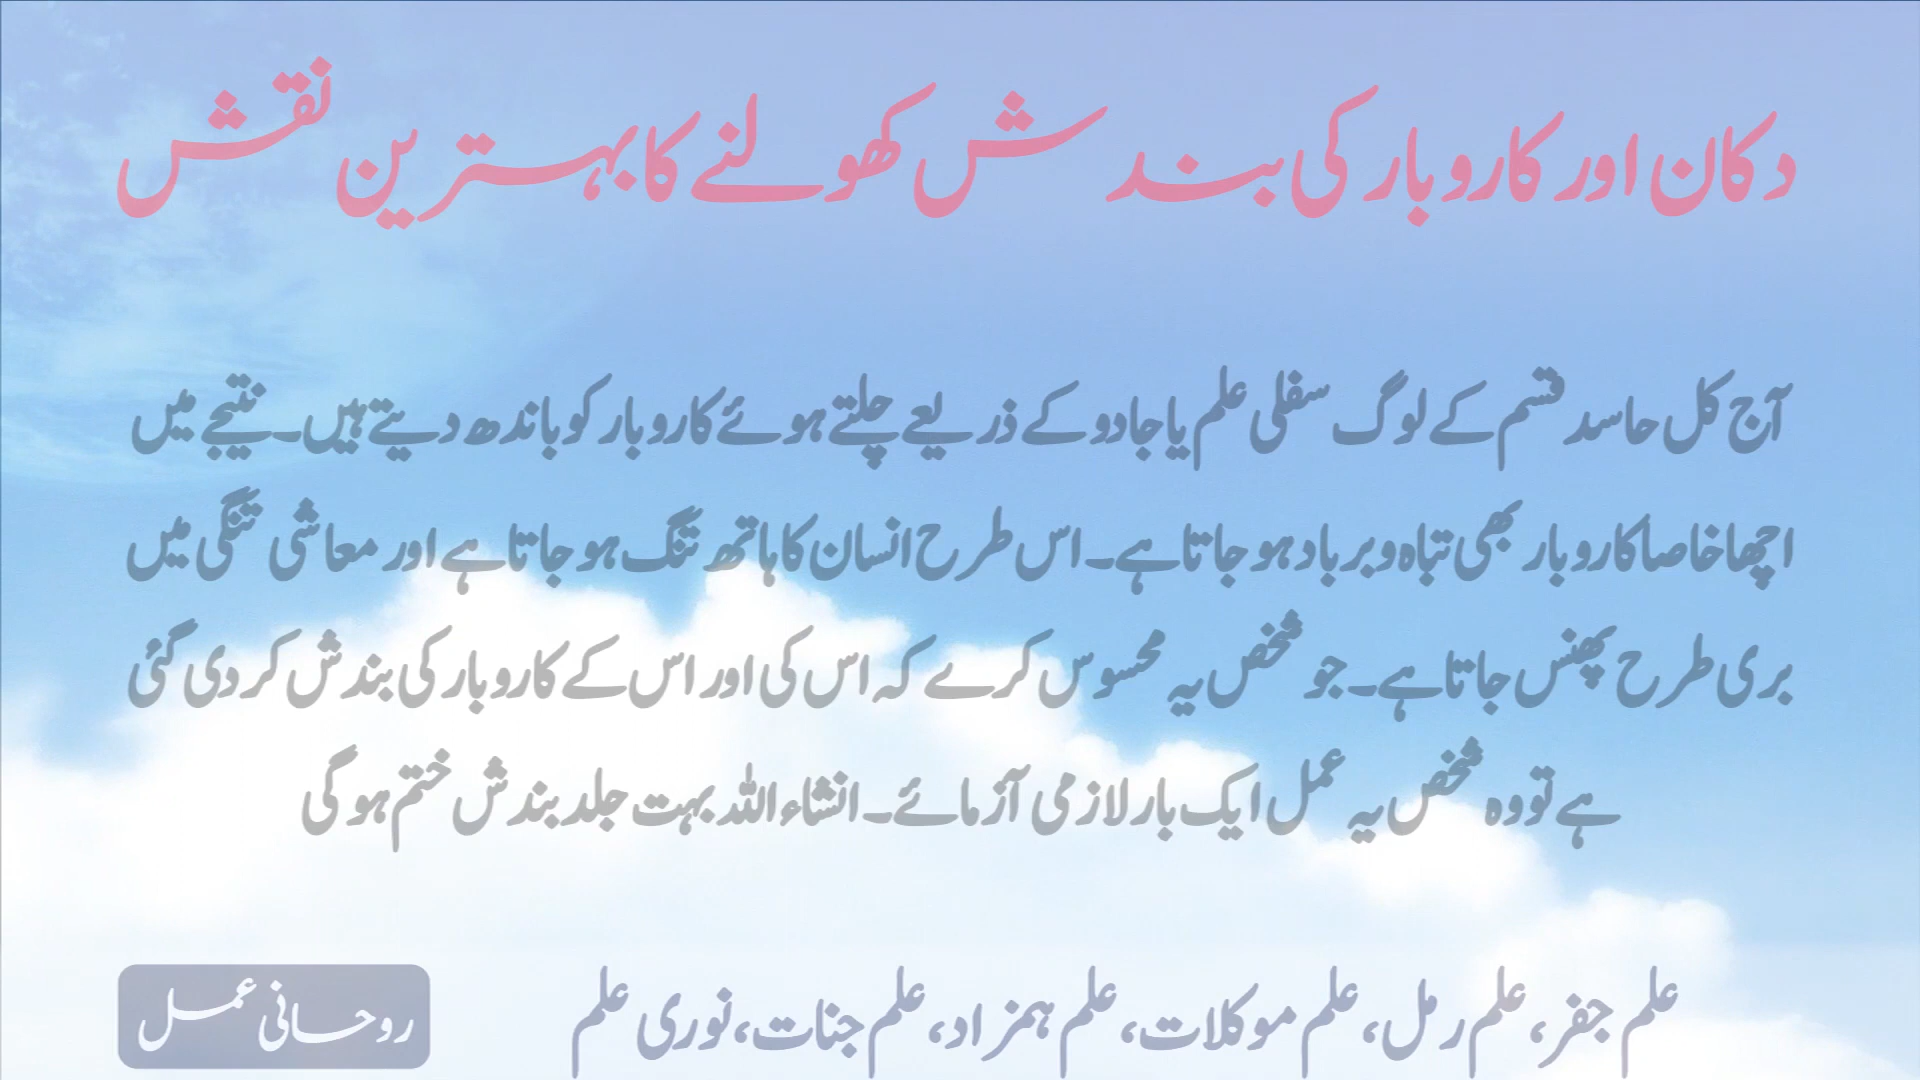 دکان اور کاروبار کی بندش کھولنے کا بہترین نقش
آج کل حاسد قسم کے لوگ سفلی علم یا جادو کے ذریعے چلتے ہوئے کاروبار کو باندھ دیتے ہیں۔ نتیجے میں
اچھا خاصا کاروبار بھی تباہ و برباد ہو جاتا ہے۔ اس طرح انسان کا ہاتھ تنگ ہو جاتا ہے اور معاشی تنگی میں
بری طرح پھنس جاتا ہے۔ جو شخص یہ محسوس کرے کہ اس کی اور اس کے کاروبار کی بندش کر دی گئی
ہے تو وہ شخص یہ عمل ایک بار لازمی آزمائے۔ انشاء اللہ بہت جلد بندش ختم ہو گی
علم جفر، علم رمل، علم موکلات، علم ہمزاد، علم جنات، نوری علم
روحانی عمل